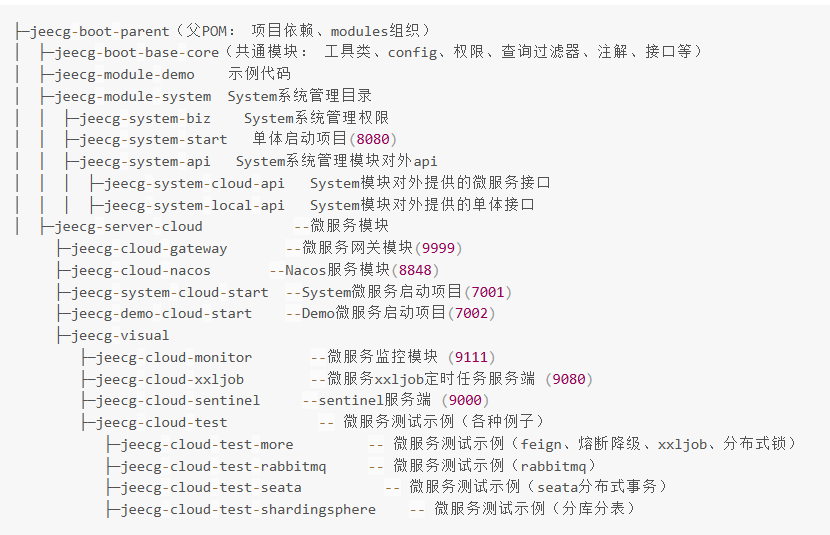 ├─jeecg-boot-parent（父POM： 项目依赖、modules组织）
│  ├─jeecg-boot-base-core（共通模块： 工具类、config、权限、查询过滤器、注解、接口等）
│  ├─jeecg-module-demo    示例代码
│  ├─jeecg-module-system  System系统管理目录
│  │  ├─jeecg-system-biz    System系统管理权限
│  │  ├─jeecg-system-start   单体启动项目(8080)
│  │  ├─jeecg-system-api   System系统管理模块对外api
│  │  │  ├─jeecg-system-cloud-api   System模块对外提供的微服务接口
│  │  │  ├─jeecg-system-local-api   System模块对外提供的单体接口
│  ├─jeecg-server-cloud           --微服务模块
     ├─jeecg-cloud-gateway       --微服务网关模块(9999)
     ├─jeecg-cloud-nacos       --Nacos服务模块(8848)
     ├─jeecg-system-cloud-start  --System微服务启动项目(7001)
     ├─jeecg-demo-cloud-start    --Demo微服务启动项目(7002)
     ├─jeecg-visual
        ├─jeecg-cloud-monitor       --微服务监控模块 (9111)
        ├─jeecg-cloud-xxljob        --微服务xxljob定时任务服务端 (9080)
        ├─jeecg-cloud-sentinel     --sentinel服务端 (9000)
        ├─jeecg-cloud-test           -- 微服务测试示例（各种例子）
           ├─jeecg-cloud-test-more         -- 微服务测试示例（feign、熔断降级、xxljob、分布式锁）
           ├─jeecg-cloud-test-rabbitmq     -- 微服务测试示例（rabbitmq）
           ├─jeecg-cloud-test-seata          -- 微服务测试示例（seata分布式事务）
           ├─jeecg-cloud-test-shardingsphere    -- 微服务测试示例（分库分表）